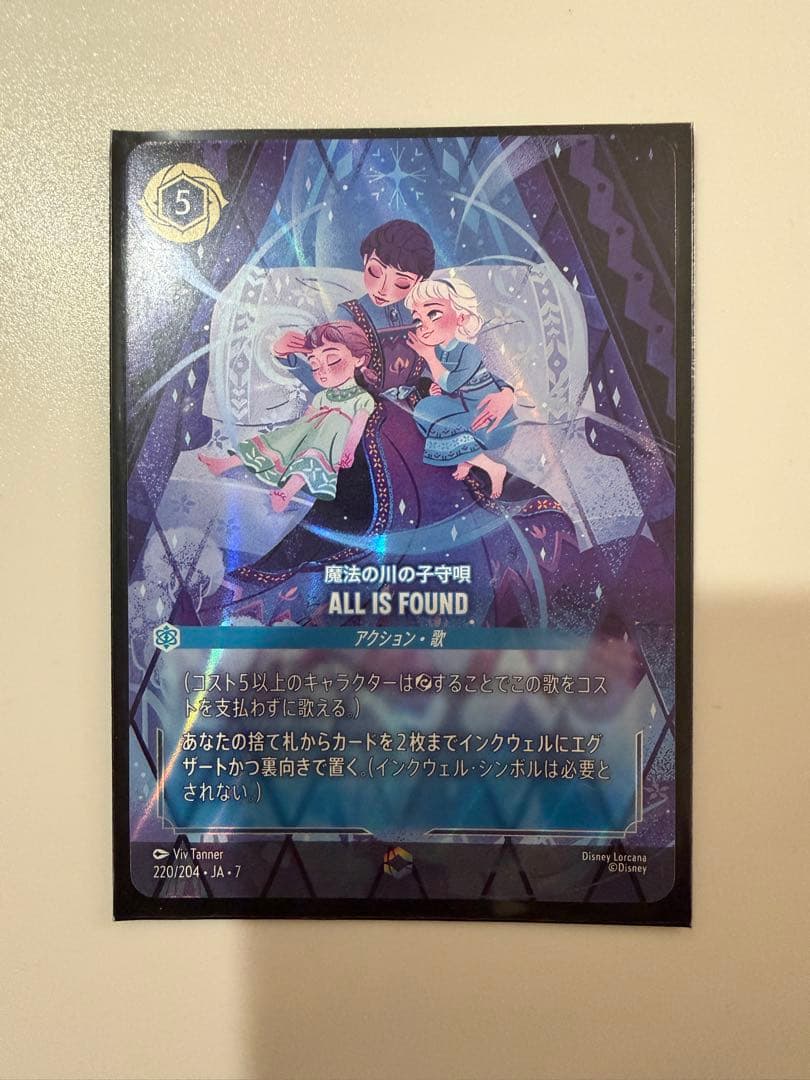 5
魔法の川の子守唄
ALL IS FOUND
アクション・歌
(コスト5以上のキャラクターはすることでこの歌をコス
トを支払わずに歌える。)
あなたの捨て札からカードを2枚までインクウェルにエグ
ザートかつ裏向きで置く。(インクウェル・シンボルは必要と
されない。)
Viv Tanner
220/204・JA・7
Disney Lorcana
©Disney